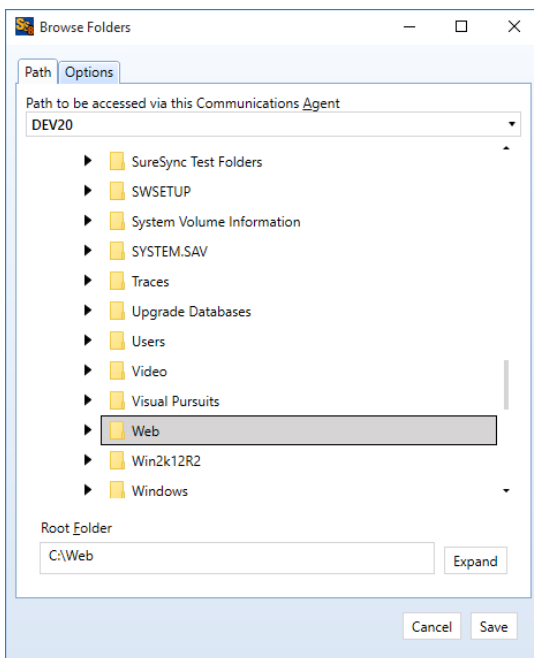 Browse Folders
Path Options
Path to be accessed via this Communications Agent
DEV20
SureSync Test Folders
SWSETUP
System Volume Information
SYSTEM.SAV
Traces
Upgrade Databases
Users
Video
Visual Pursuits
Web
Win2k12R2
Windows
Root Folder
C:\Web
Expand
Cancel Save